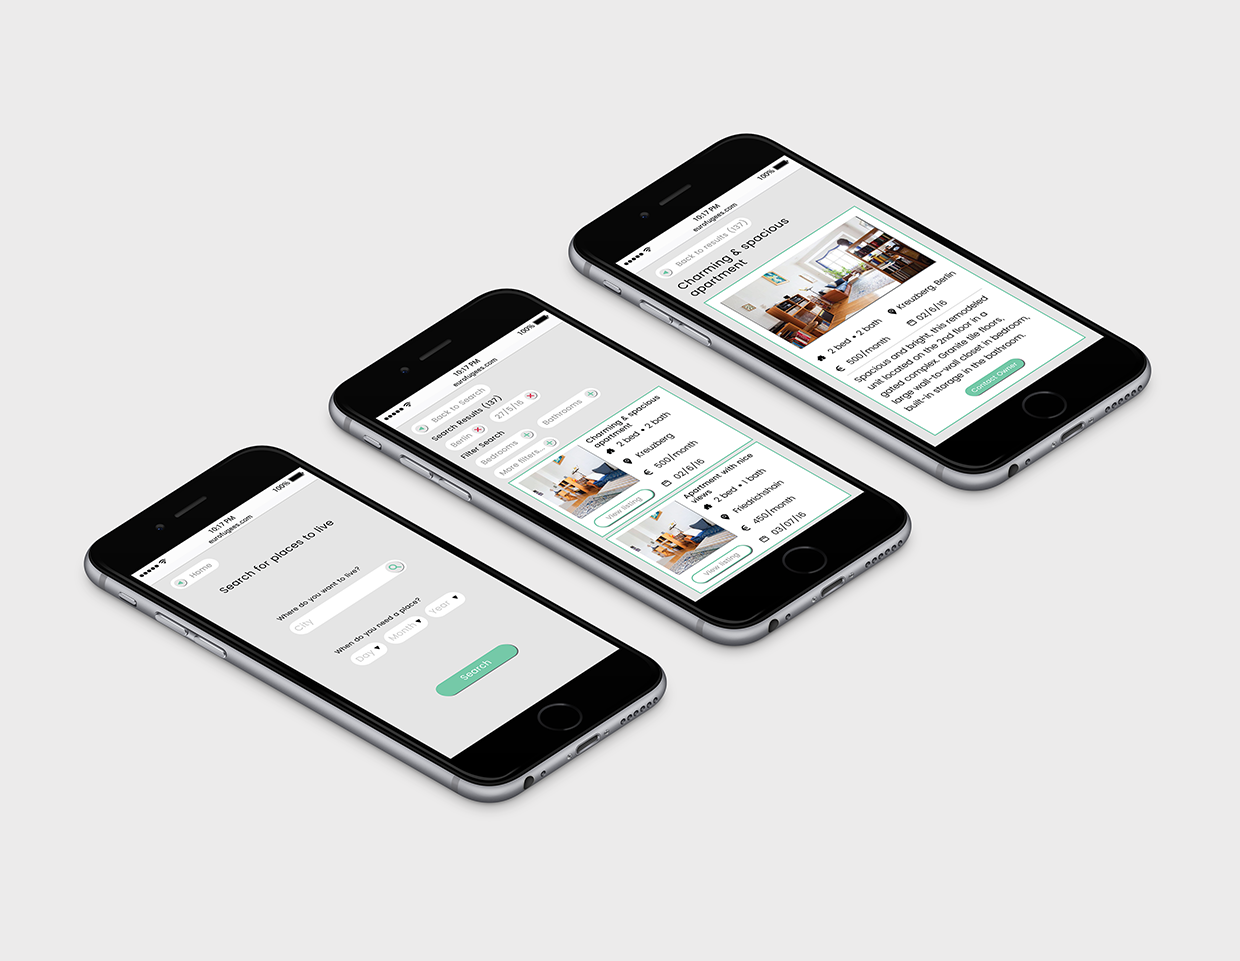 10:17 PM
100%
eurofugees.com
Home
Search for places to live
Where do you want to live?
City
When do you need a place?
Day
Month
Year
Search
10:17 PM
100%
eurofugees.com
Back to Search
Search Results (137)
Berlin
27/5/16
Filter Search
Bedrooms
Bathrooms
More filters...
Charming & spacious
apartment
2 bed • 2 bath
Kreuzberg
500/month
02/6/16
View listing
Apartment with nice
views
2 bed • 1 bath
Friedrichshain
450/month
03/07/16
View listing
10:17 PM
100%
eurofugees.com
Back to results (137)
Charming & spacious
apartment
2 bed • 2 bath
Kreuzberg, Berlin
500/month
02/6/16
Spacious and bright, this remodeled
unit located on the 2nd floor in a
gated complex. Granite tile floors,
large wall-to-wall closet in bedroom,
built-in storage in the bathroom.
Contact Owner